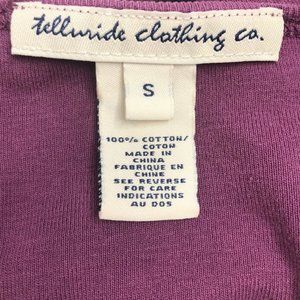 telluride clothing co.
S
100% COTTON/
COTON
MADE IN
CHINA
FABRIQUE EN
CHINE
SEE REVERSE
FOR CARE
INDICATIONS
AU DOS